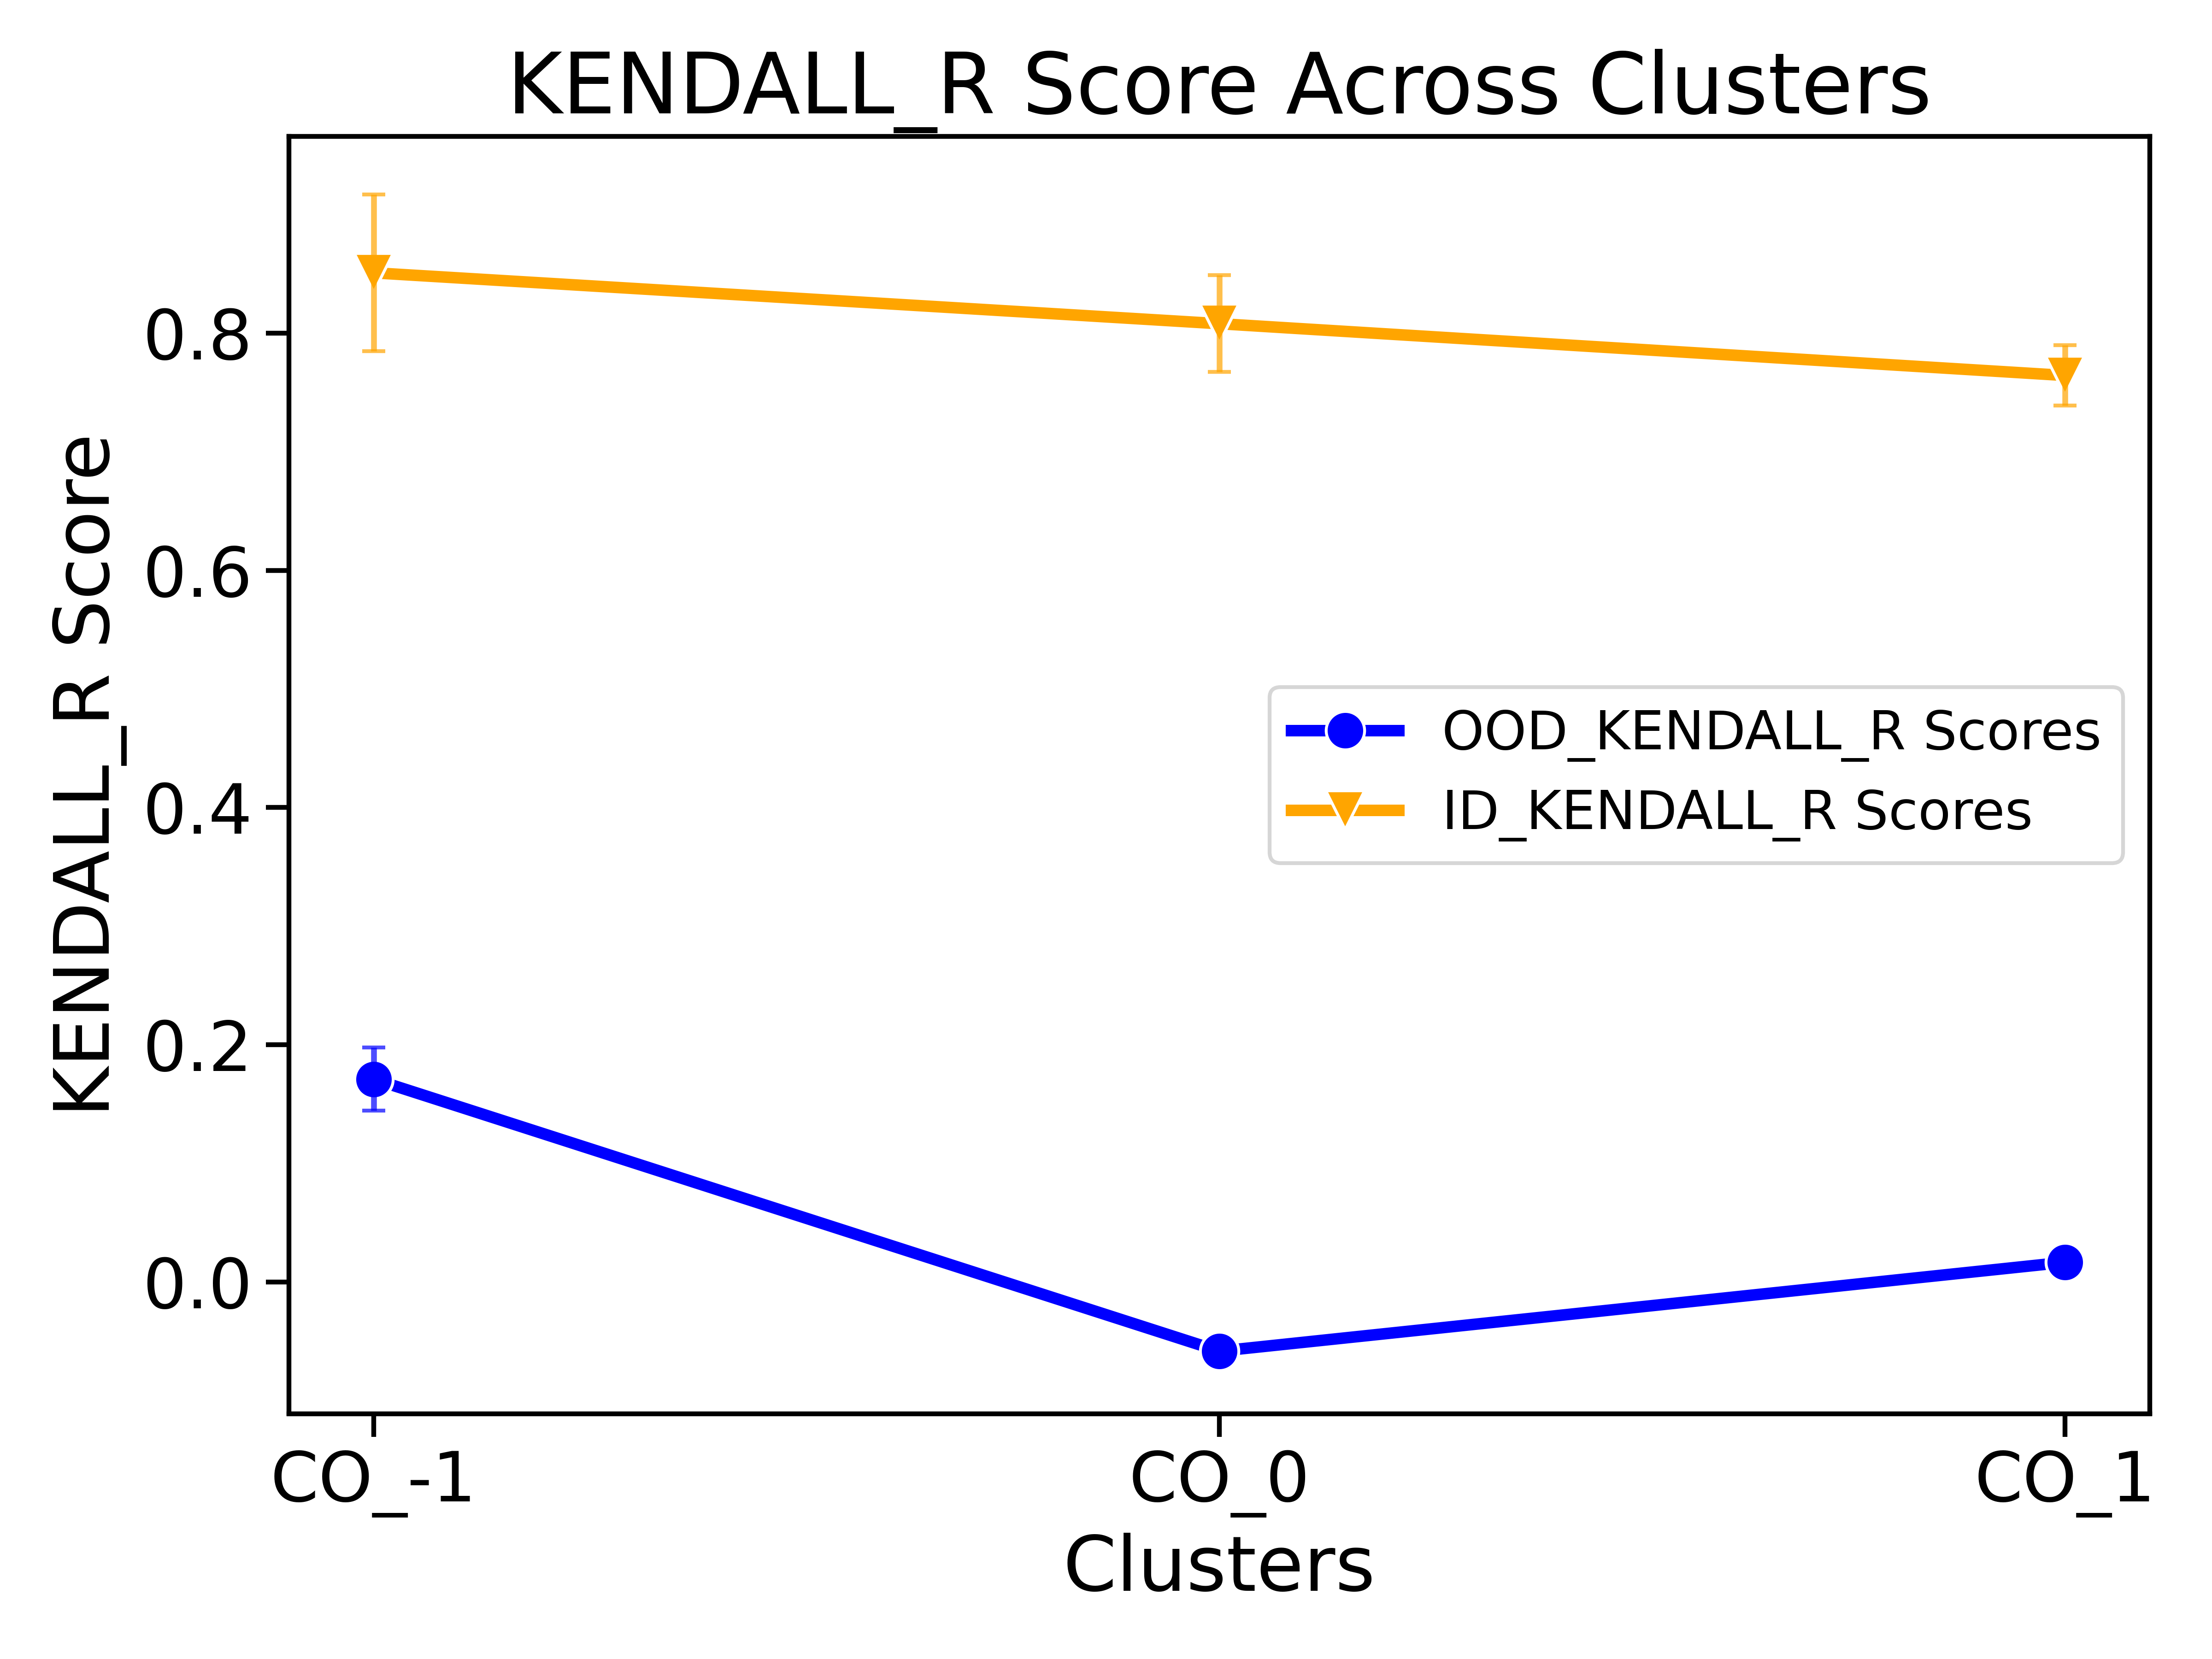 KENDALL_R Score Across Clusters
KENDALL_R Score
0.8
0.6
0.4
0.2
0.0
OOD_KENDALL_R Scores
ID_KENDALL_R Scores
CO_-1
CO_0
CO_1
Clusters